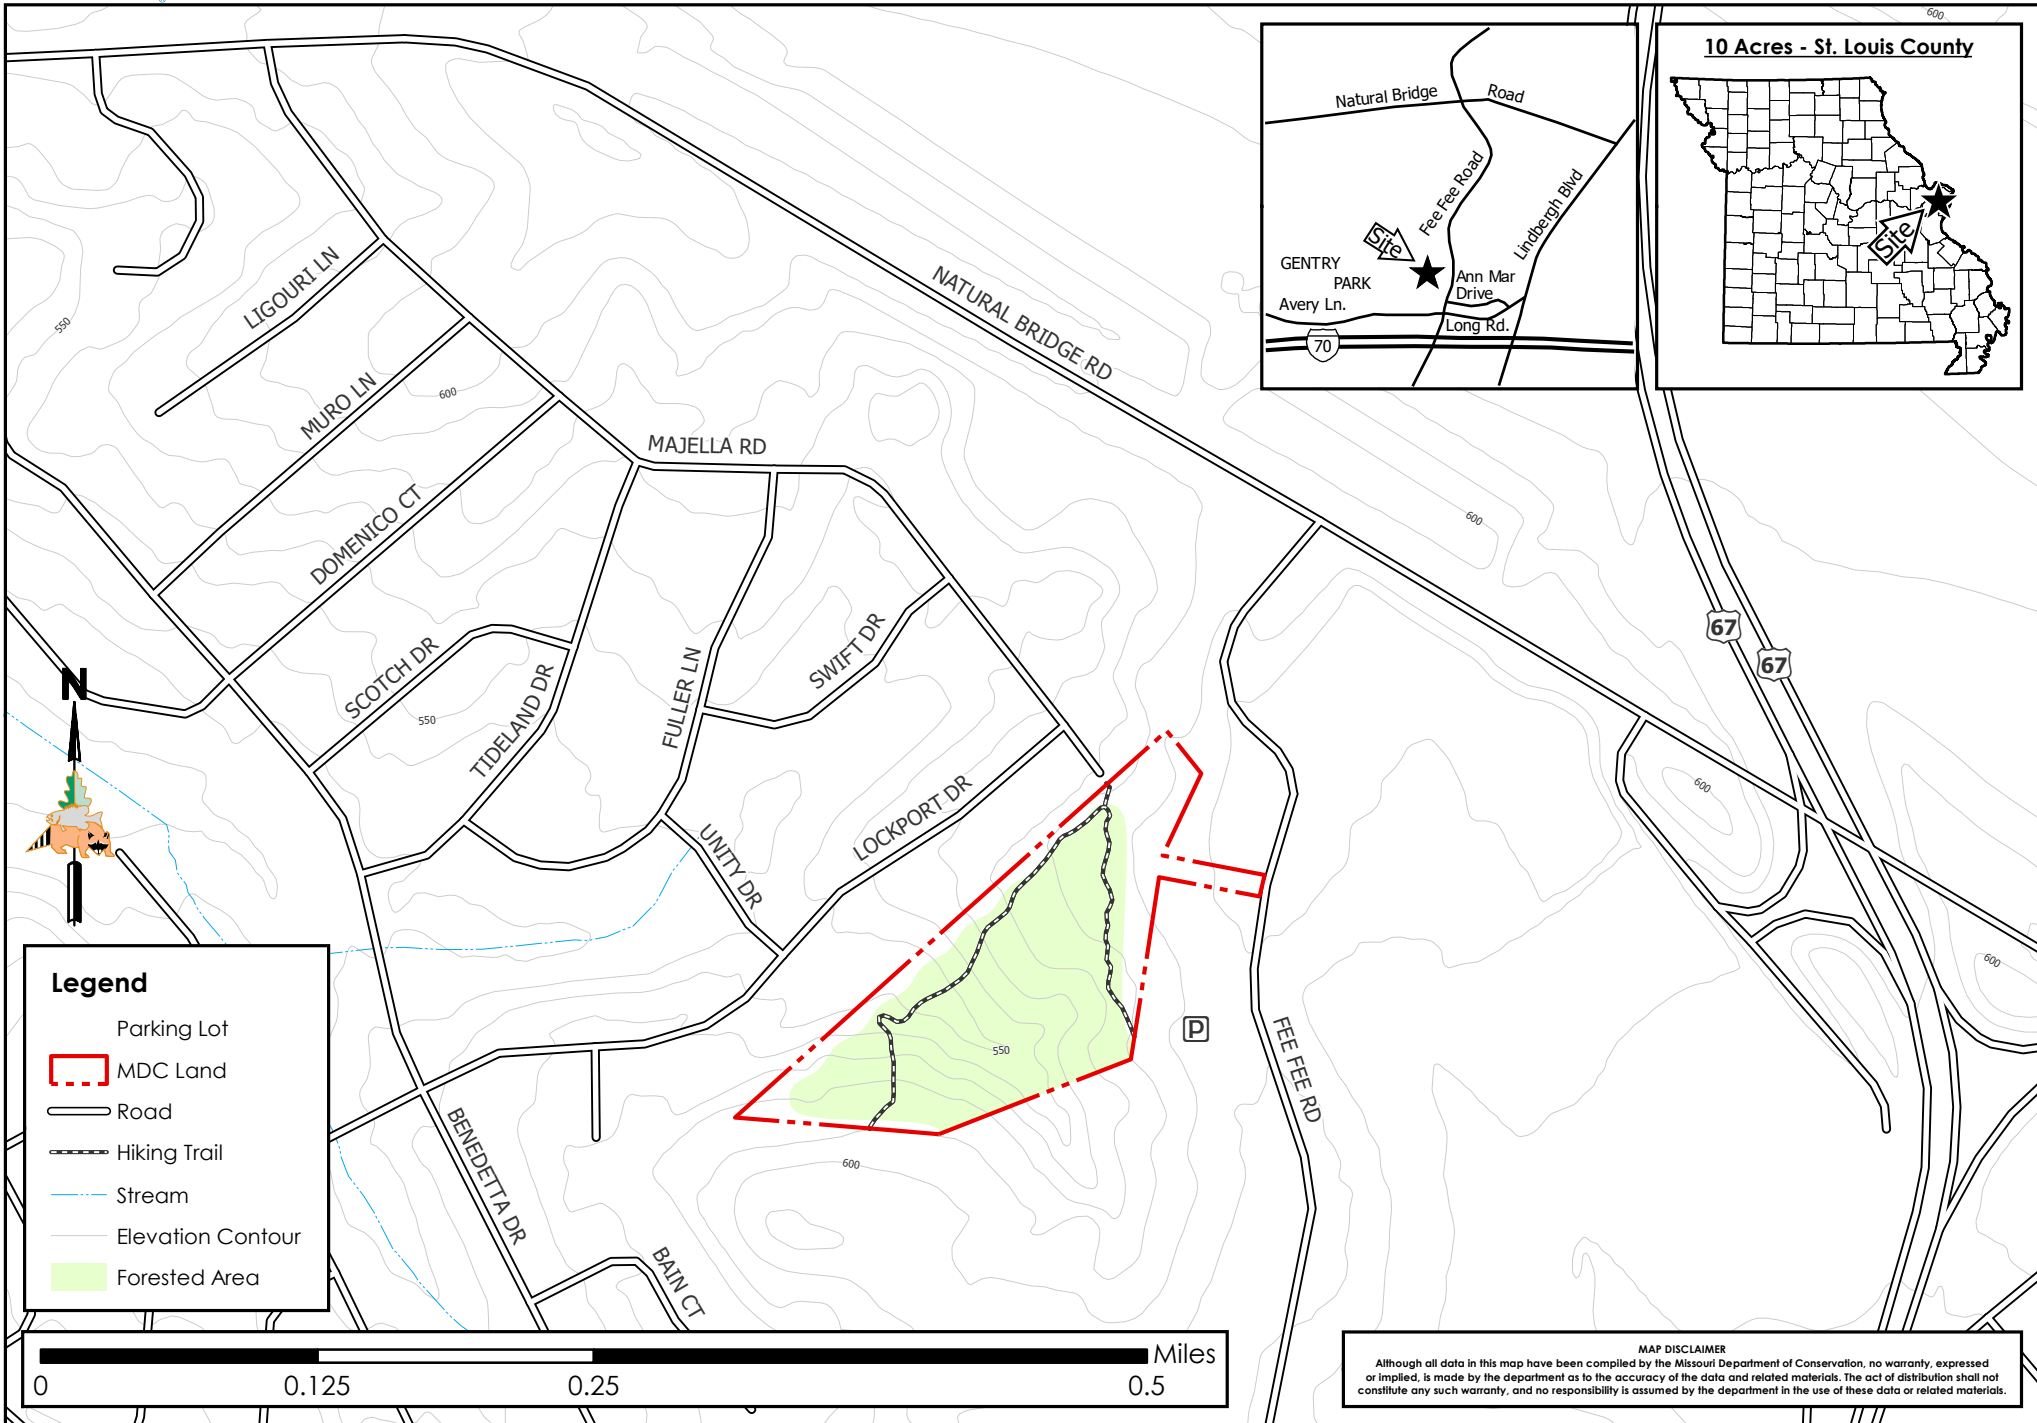 600
10 Acres - St. Louis County
Natural Bridge
Road
Fee Fee Road
Lindbergh Blvd
Site
GENTRY
PARK
Ann Mar
Drive
Avery Ln.
Long Rd.
70
Site
LIGOURI LN
550
NATURAL BRIDGE RD
MURO LN
600
MAJELLA RD
DOMENICO CT
600
67
67
SCOTCH DR
550
TIDELAND DR
FULLER LN
SWIFT DR
N
UNITY DR
LOCKPORT DR
600
600
550
P
FEE FEE RD
BENEDETTA DR
600
BAIN CT
Legend
Parking Lot
MDC Land
Road
Hiking Trail
Stream
Elevation Contour
Forested Area
Miles
0
0.125
0.25
0.5
MAP DISCLAIMER
Although all data in this map have been compiled by the Missouri Department of Conservation, no warranty, expressed
or implied, is made by the department as to the accuracy of the data and related materials. The act of distribution shall not
constitute any such warranty, and no responsibility is assumed by the department in the use of these data or related materials.